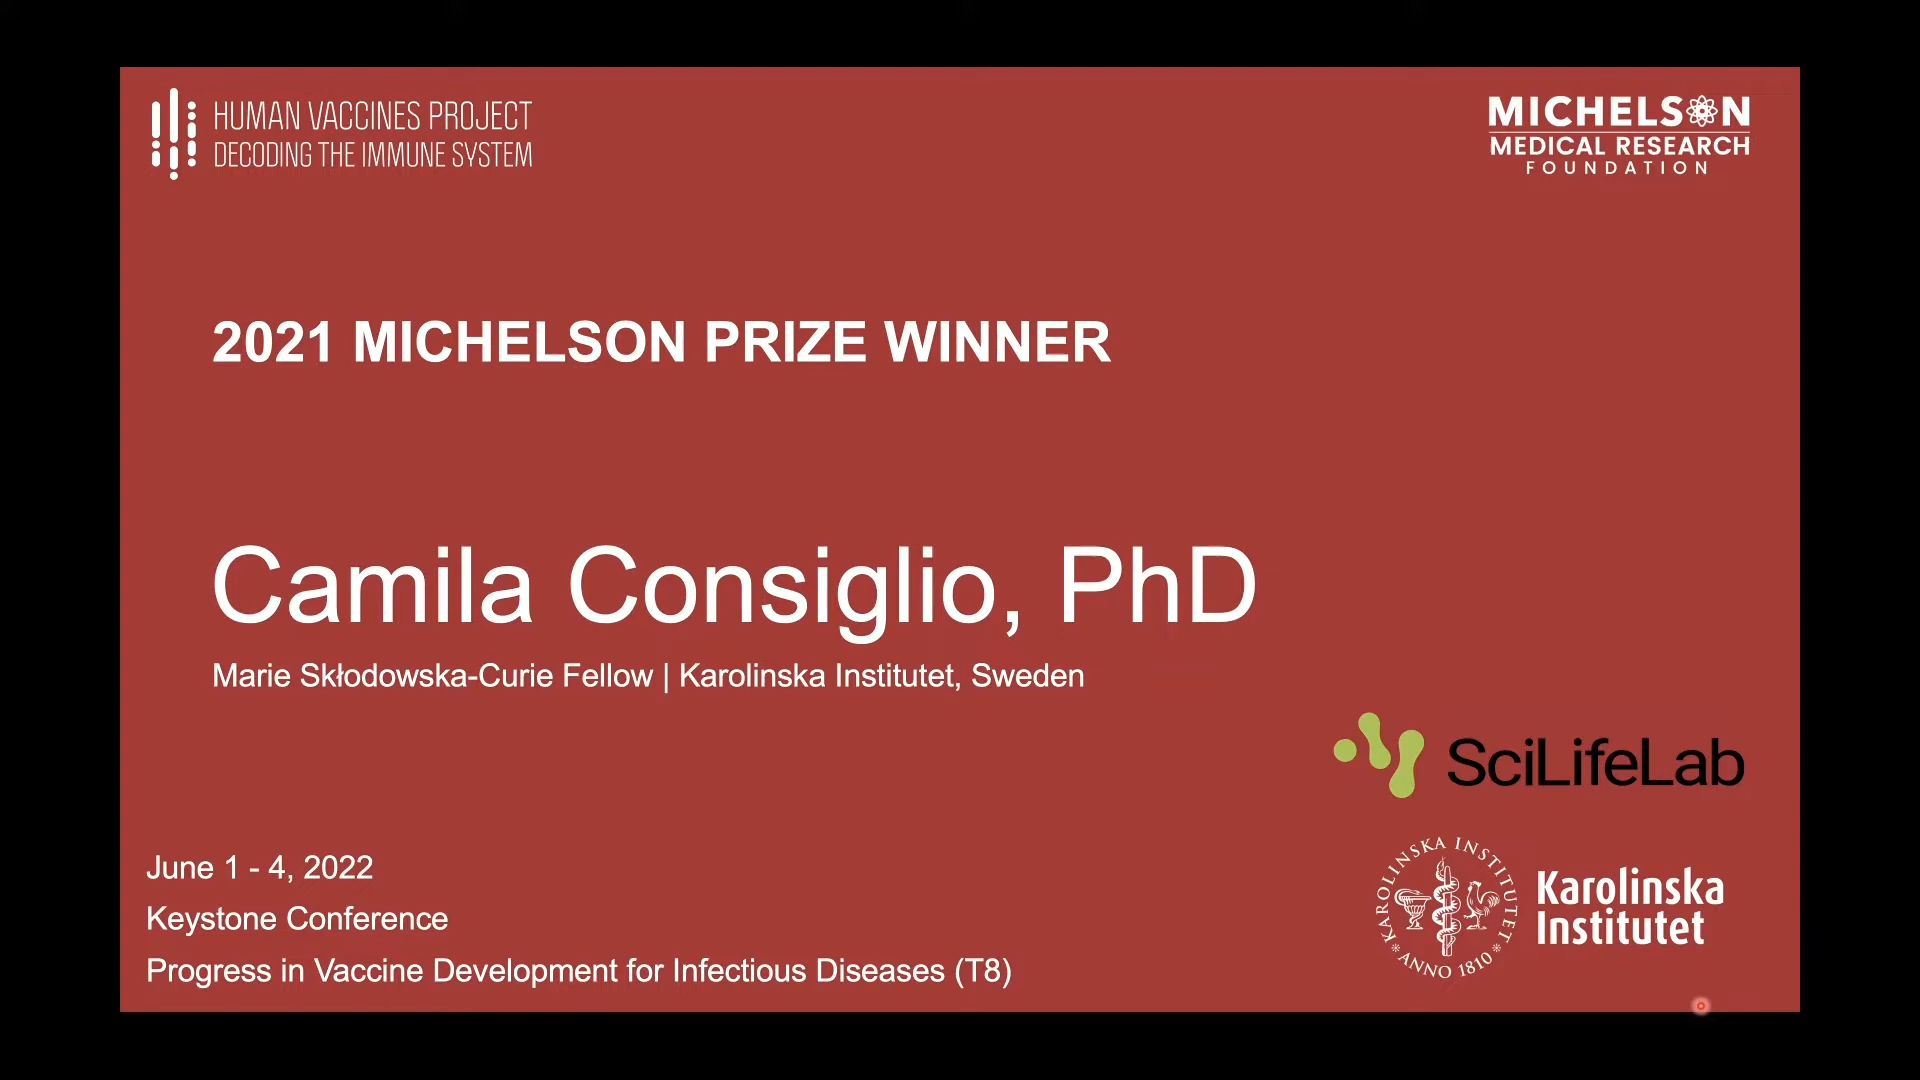 HUMAN VACCINES PROJECT
DECODING THE IMMUNE SYSTEM
MICHELSON
MEDICAL RESEARCH
FOUNDATION
2021 MICHELSON PRIZE WINNER
Camila Consiglio, PhD
Marie Skłodowska-Curie Fellow | Karolinska Institutet, Sweden
SciLifeLab
June 1 - 4, 2022
Keystone Conference
Progress in Vaccine Development for Infectious Diseases (T8)
KAROLINSKA INSTITUTET
ANNO 1810
Karolinska
Institutet